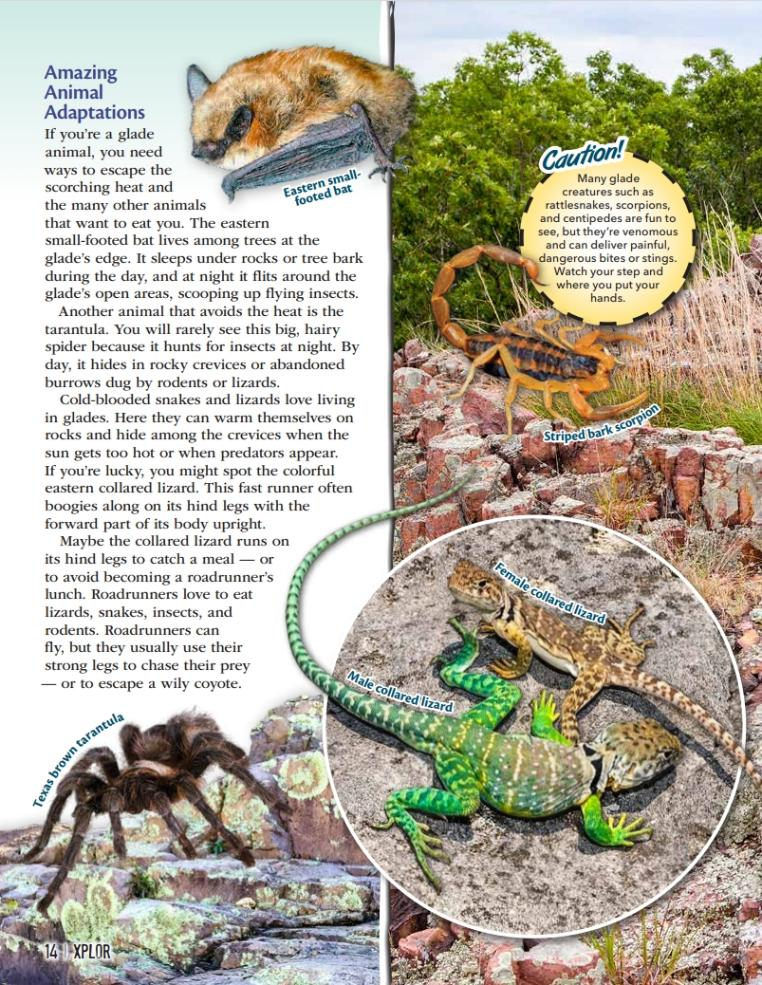 Amazing
Animal
Adaptations
If you're a glade
animal, you need
ways to escape the
scorching heat and
the many other animals
that want to eat you. The eastern
small-footed bat lives among trees at the
glade's edge. It sleeps under rocks or tree bark
during the day, and at night it flits around the
glade's open areas, scooping up flying insects.
Another animal that avoids the heat is the
tarantula. You will rarely see this big, hairy
spider because it hunts for insects at night. By
day, it hides in rocky crevices or abandoned
burrows dug by rodents or lizards.
Cold-blooded snakes and lizards love living
in glades. Here they can warm themselves on
rocks and hide among the crevices when the
sun gets too hot or when predators appear.
If you're lucky, you might spot the colorful
eastern collared lizard. This fast runner often
boogies along on its hind legs with the
forward part of its body upright.
Maybe the collared lizard runs on
its hind legs to catch a meal — or
to avoid becoming a roadrunner's
lunch. Roadrunners love to eat
lizards, snakes, insects, and
rodents. Roadrunners can
fly, but they usually use their
strong legs to chase their prey
— or to escape a wily coyote.
Eastern small-
footed bat
Caution!
Many glade
creatures such as
rattlesnakes, scorpions,
and centipedes are fun to
see, but they're venomous
and can deliver painful,
dangerous bites or stings.
Watch your step and
where you put your
hands.
Striped bark scorpion
Female collared lizard
Male collared lizard
Texas brown tarantula
14 | XPLOR